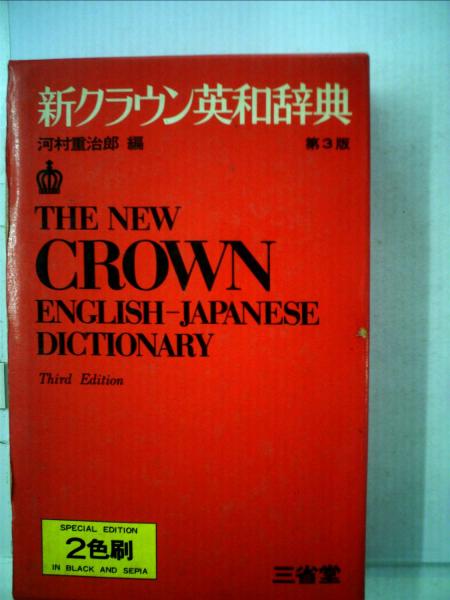 新クラウン英和辞典
河村重治郎 編 第3版
THE NEW
CROWN
ENGLISH-JAPANESE
DICTIONARY
Third Edition
SPECIAL EDITION
2色刷
IN BLACK AND SEPIA
三省堂